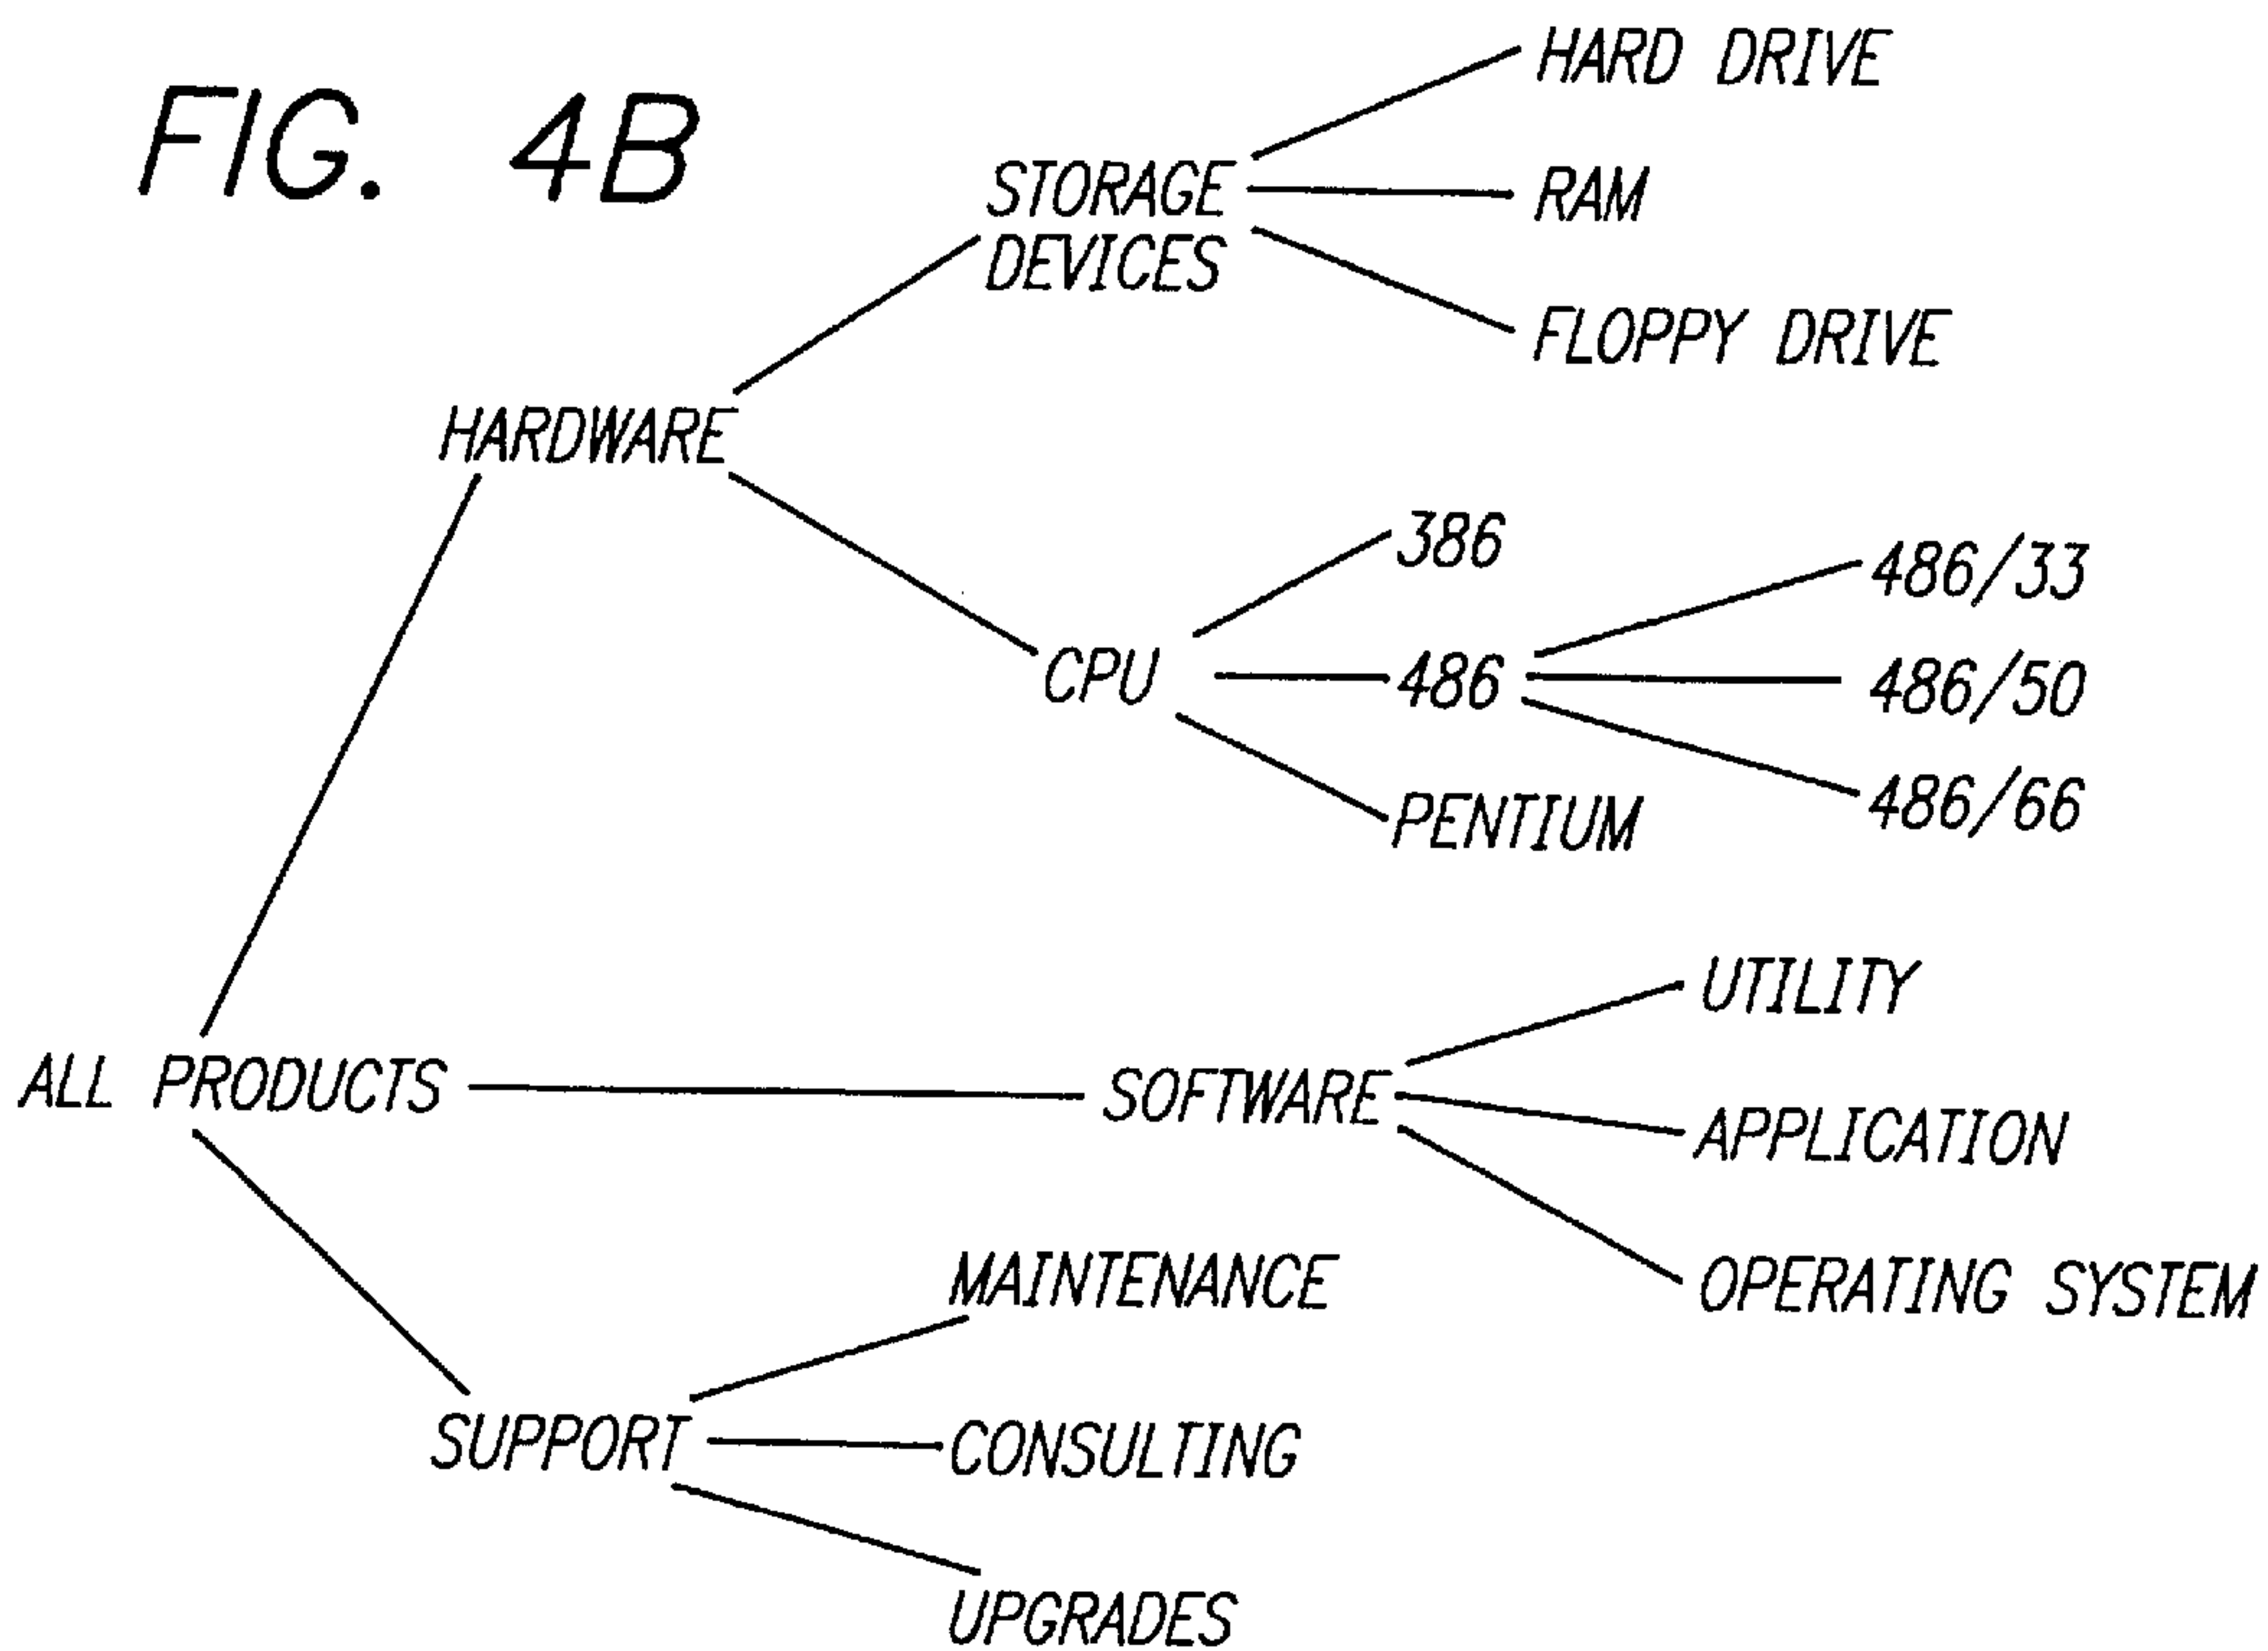 FIG. 4B
HARD DRIVE
STORAGE
DEVICES
RAM
FLOPPY DRIVE
HARDWARE
386
486/33
CPU
486
486/50
PENTIUM
486/66
UTILITY
ALL PRODUCTS
SOFTWARE
APPLICATION
OPERATING SYSTEM
MAINTENANCE
SUPPORT
CONSULTING
UPGRADES